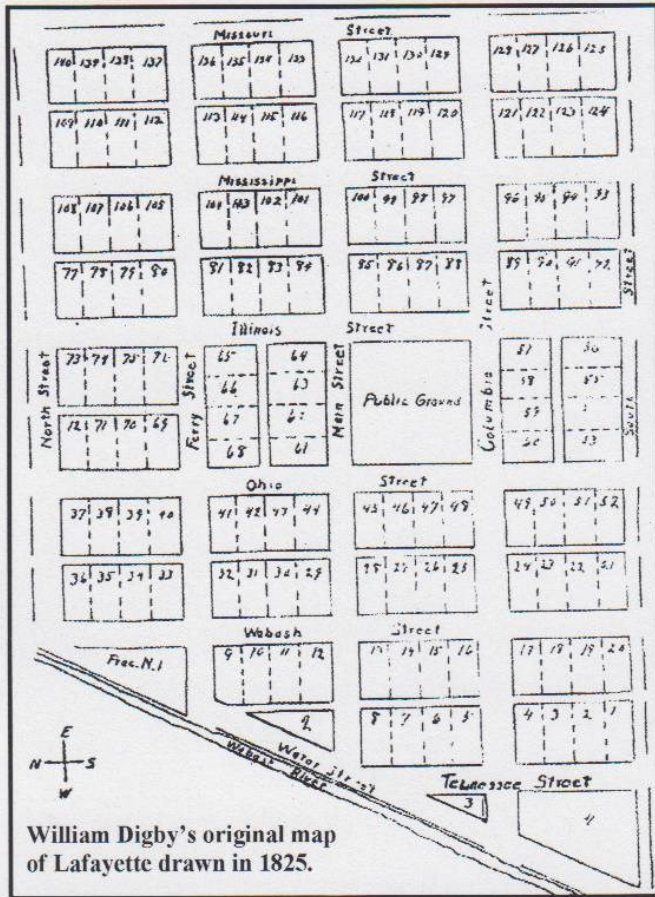 Missouri Street
140 139 138 137 136 135 134 133 132 131 130 129 128 127 126 125
109 110 111 112 113 114 115 116 117 118 119 120 121 122 123 124
Mississippi Street
108 107 106 105 104 103 102 101 100 99 98 97 96 94 93
77 78 79 80 81 82 83 84 85 86 87 88 89 90 91 92
Illinois Street
North Street
Ferry Street
Main Street
Columbia Street
South Street
73 74 75 65 64 57
66 63 Public Ground 58 55
71 70 69 67 59
68 61 60 53
Ohio Street
37 38 39 40 41 42 43 44 45 46 47 48 49 50 51 52
36 35 34 33 32 31 30 29 27 26 25 24 23 22 21
Wabash Street
Frac. N. 1 9 10 11 12 13 14 15 16 17 18 19 20
2 8 7 6 5 4 3 2 1
Water Street
Wabash River
Tennessee Street
3 4
E
N S
W
William Digby's original map
of Lafayette drawn in 1825.